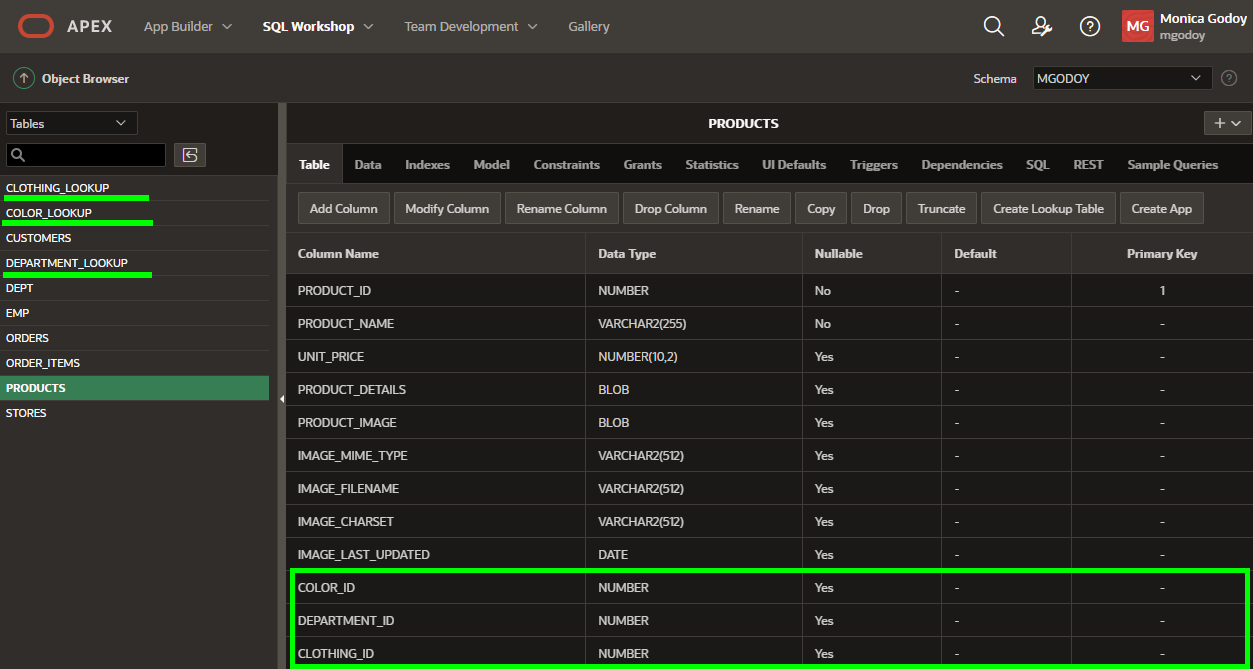 APEX App Builder SQL Workshop Team Development Gallery MG Monica Godoy
mgodoy
Object Browser Schema MGODOY
Tables
CLOTHING_LOOKUP
COLOR_LOOKUP
CUSTOMERS
DEPARTMENT_LOOKUP
DEPT
EMP
ORDERS
ORDER_ITEMS
PRODUCTS
STORES
PRODUCTS
Table Data Indexes Model Constraints Grants Statistics UI Defaults Triggers Dependencies SQL REST Sample Queries
Add Column Modify Column Rename Column Drop Column Rename Copy Drop Truncate Create Lookup Table Create App
Column Name Data Type Nullable Default Primary Key
PRODUCT_ID NUMBER No - 1
PRODUCT_NAME VARCHAR2(255) No - -
UNIT_PRICE NUMBER(10,2) Yes - -
PRODUCT_DETAILS BLOB Yes - -
PRODUCT_IMAGE BLOB Yes - -
IMAGE_MIME_TYPE VARCHAR2(512) Yes - -
IMAGE_FILENAME VARCHAR2(512) Yes - -
IMAGE_CHARSET VARCHAR2(512) Yes - -
IMAGE_LAST_UPDATED DATE Yes - -
COLOR_ID NUMBER Yes - -
DEPARTMENT_ID NUMBER Yes - -
CLOTHING_ID NUMBER Yes - -